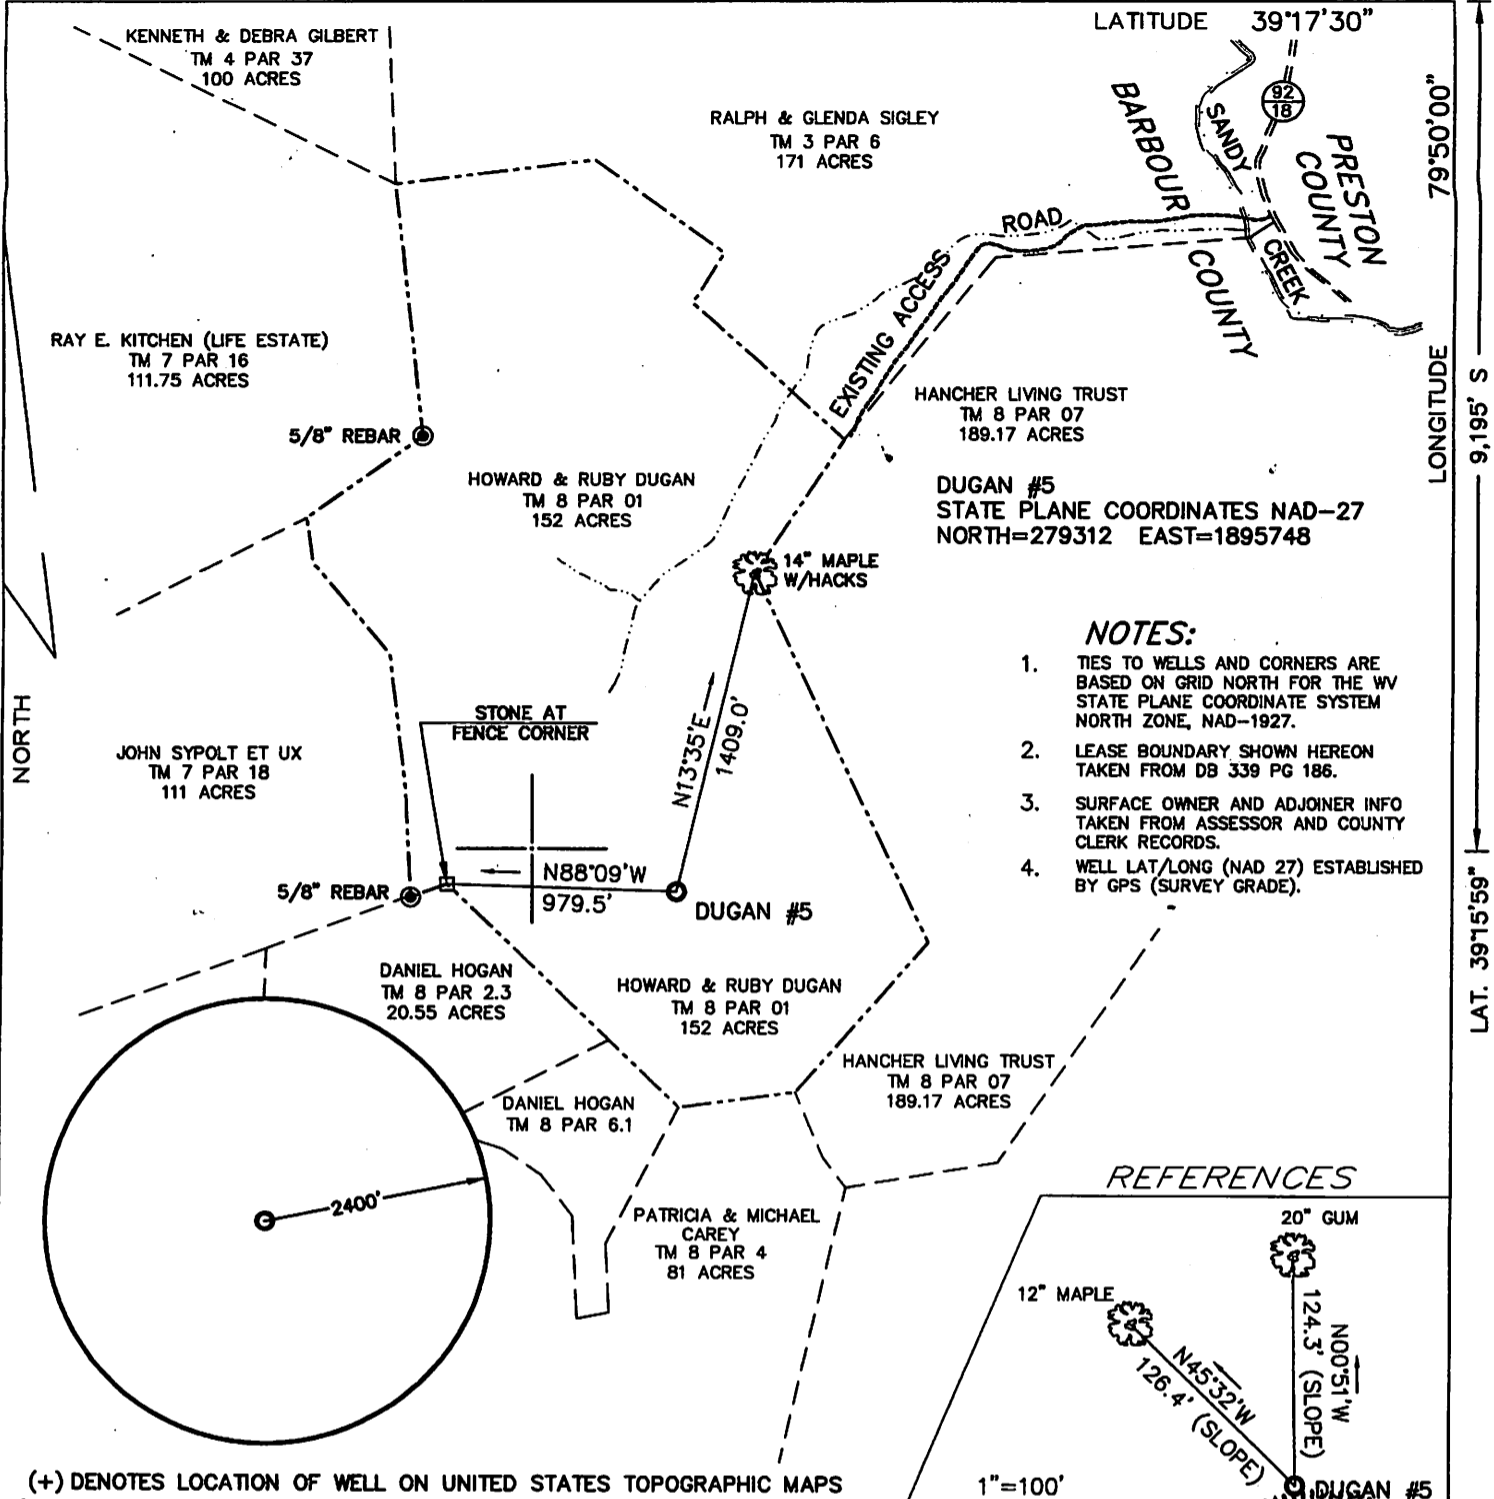 LATITUDE 39°17'30"
KENNETH & DEBRA GILBERT
TM 4 PAR 37
100 ACRES
RALPH & GLENDA SIGLEY
TM 3 PAR 6
171 ACRES
92
18
SANDY
CREEK
BARBOUR
COUNTY
PRESTON
COUNTY
79°50'00"
LONGITUDE
9,195' S
LAT. 39°15'59"
EXISTING ACCESS
ROAD
RAY E. KITCHEN (LIFE ESTATE)
TM 7 PAR 16
111.75 ACRES
5/8" REBAR
HANCHER LIVING TRUST
TM 8 PAR 07
189.17 ACRES
HOWARD & RUBY DUGAN
TM 8 PAR 01
152 ACRES
DUGAN #5
STATE PLANE COORDINATES NAD-27
NORTH=279312 EAST=1895748
14" MAPLE
W/HACKS
NOTES:
1. TIES TO WELLS AND CORNERS ARE
BASED ON GRID NORTH FOR THE WV
STATE PLANE COORDINATE SYSTEM
NORTH ZONE, NAD-1927.
2. LEASE BOUNDARY SHOWN HEREON
TAKEN FROM DB 339 PG 186.
3. SURFACE OWNER AND ADJOINER INFO
TAKEN FROM ASSESSOR AND COUNTY
CLERK RECORDS.
4. WELL LAT/LONG (NAD 27) ESTABLISHED
BY GPS (SURVEY GRADE).
NORTH
STONE AT
FENCE CORNER
N13°35'E
1409.0'
JOHN SYPOLT ET UX
TM 7 PAR 18
111 ACRES
5/8" REBAR
N88°09'W
979.5'
DUGAN #5
DANIEL HOGAN
TM 8 PAR 2.3
20.55 ACRES
HOWARD & RUBY DUGAN
TM 8 PAR 01
152 ACRES
HANCHER LIVING TRUST
TM 8 PAR 07
189.17 ACRES
DANIEL HOGAN
TM 8 PAR 6.1
2400'
PATRICIA & MICHAEL
CAREY
TM 8 PAR 4
81 ACRES
REFERENCES
20" GUM
12" MAPLE
N00°51'W
124.3' (SLOPE)
N45°32'W
126.4' (SLOPE)
1"=100'
DUGAN #5
(+) DENOTES LOCATION OF WELL ON UNITED STATES TOPOGRAPHIC MAPS